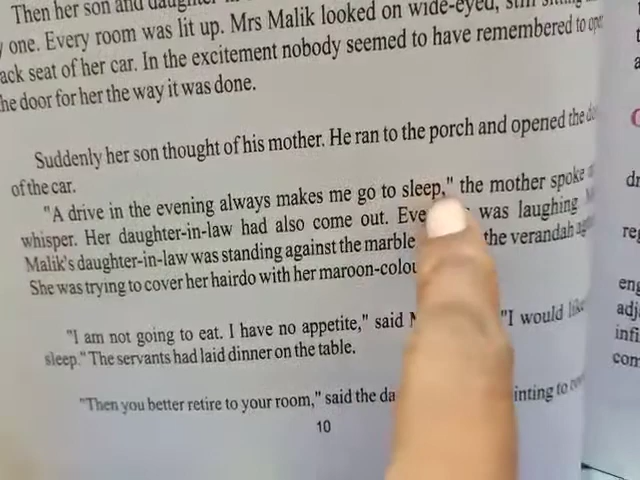 Then her son and daughter
one. Every room was lit up. Mrs Malik looked on wide-eyed, still sitting
ack seat of her car. In the excitement nobody seemed to have remembered to ope
he door for her the way it was done.
Suddenly her son thought of his mother. He ran to the porch and opened the do
of the car.
"A drive in the evening always makes me go to sleep," the mother spoke
whisper. Her daughter-in-law had also come out. Eve was laughing
Malik's daughter-in-law was standing against the marble the verandah
She was trying to cover her hairdo with her maroon-colou
"I am not going to eat. I have no appetite," said "I would like
sleep." The servants had laid dinner on the table.
"Then you better retire to your room," said the da inting to
10
dr
reg
eng
adj
infi
com